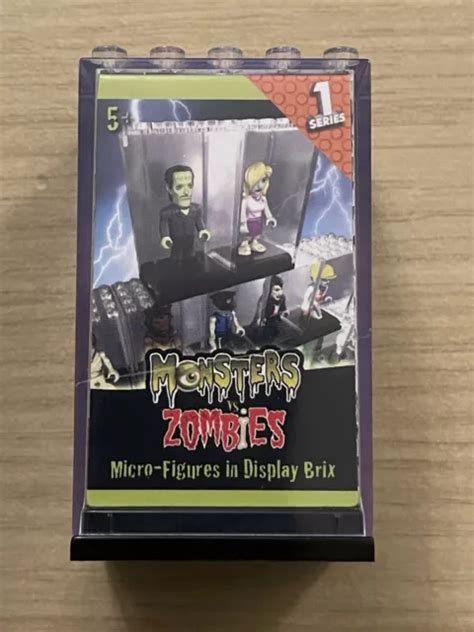 5+
1
SERIES
MONSTERS
VS
ZOMBIES
Micro-Figures in Display Brix